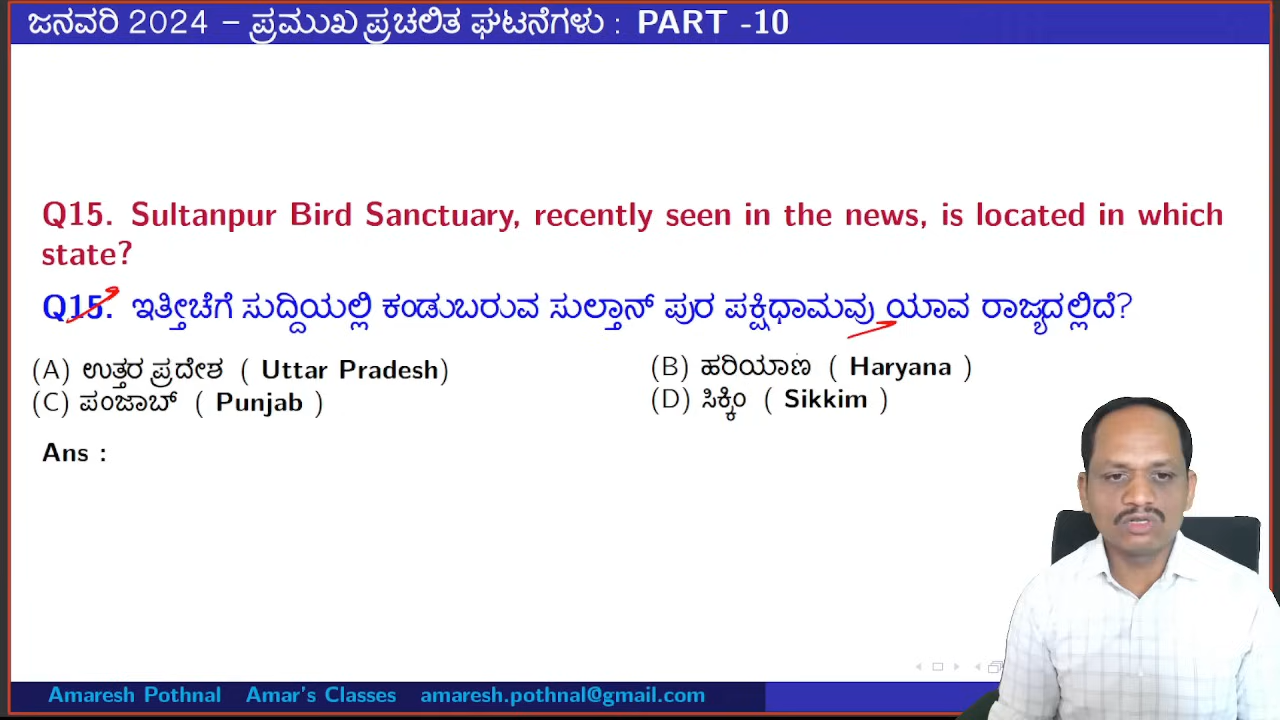 ಜನವರಿ 2024 – ಪ್ರಮುಖ ಪ್ರಚಲಿತ ಘಟನೆಗಳು : PART -10
Q15. Sultanpur Bird Sanctuary, recently seen in the news, is located in which
state?
Q15. ಇತ್ತೀಚೆಗೆ ಸುದ್ದಿಯಲ್ಲಿ ಕಂಡುಬರುವ ಸುಲ್ತಾನ್ ಪುರ ಪಕ್ಷಿಧಾಮವು ಯಾವ ರಾಜ್ಯದಲ್ಲಿದೆ?
(A) ಉತ್ತರ ಪ್ರದೇಶ ( Uttar Pradesh)
(B) ಹರಿಯಾಣ ( Haryana )
(C) ಪಂಜಾಬ್ ( Punjab )
(D) ಸಿಕ್ಕಿಂ ( Sikkim )
Ans :
Amaresh Pothnal Amar's Classes amaresh.pothnal@gmail.com